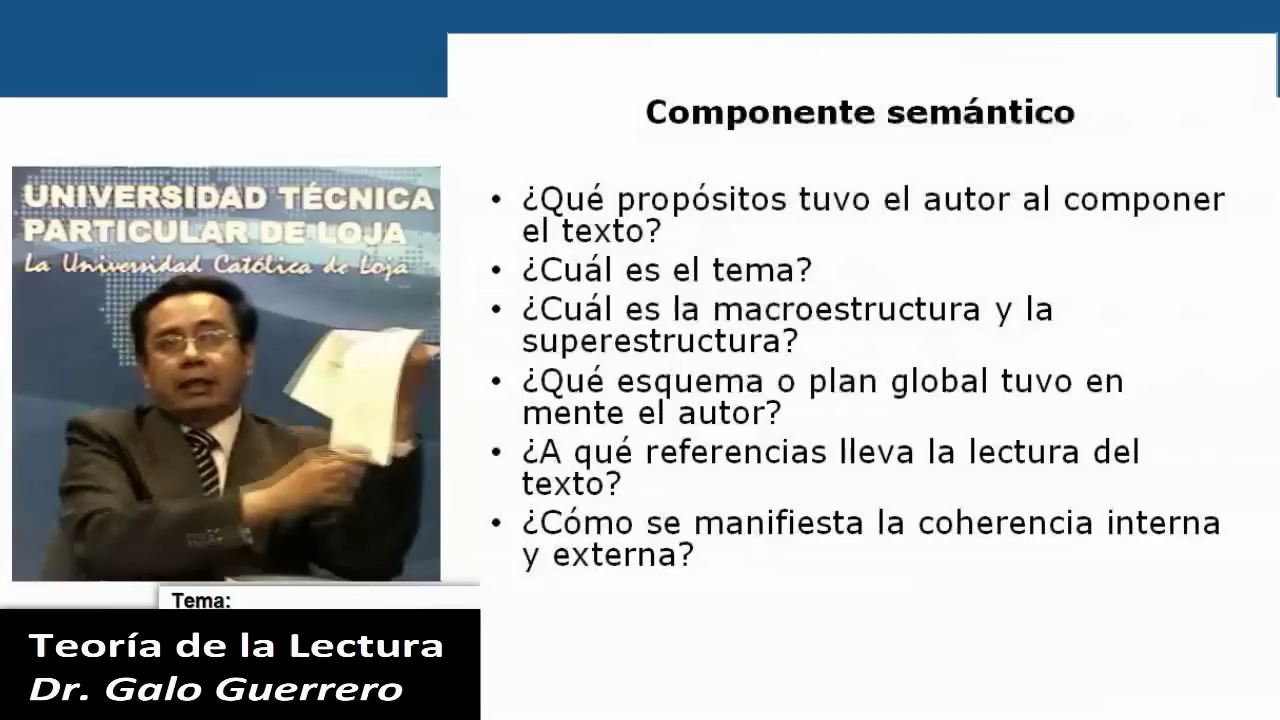 Componente semántico
UNIVERSIDAD TÉCNICA
PARTICULAR DE LOJA
La Universidad Católica de Loja
• ¿Qué propósitos tuvo el autor al componer
el texto?
• ¿Cuál es el tema?
• ¿Cuál es la macroestructura y la
superestructura?
• ¿Qué esquema o plan global tuvo en
mente el autor?
• ¿A qué referencias lleva la lectura del
texto?
• ¿Cómo se manifiesta la coherencia interna
y externa?
Tema:
Teoría de la Lectura
Dr. Galo Guerrero